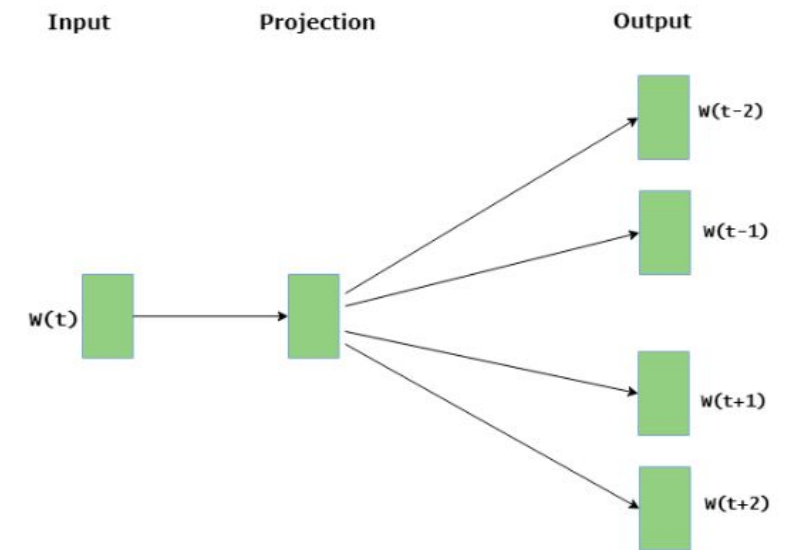 Input
Projection
Output
W(t-2)
W(t-1)
W(t)
W(t+1)
W(t+2)